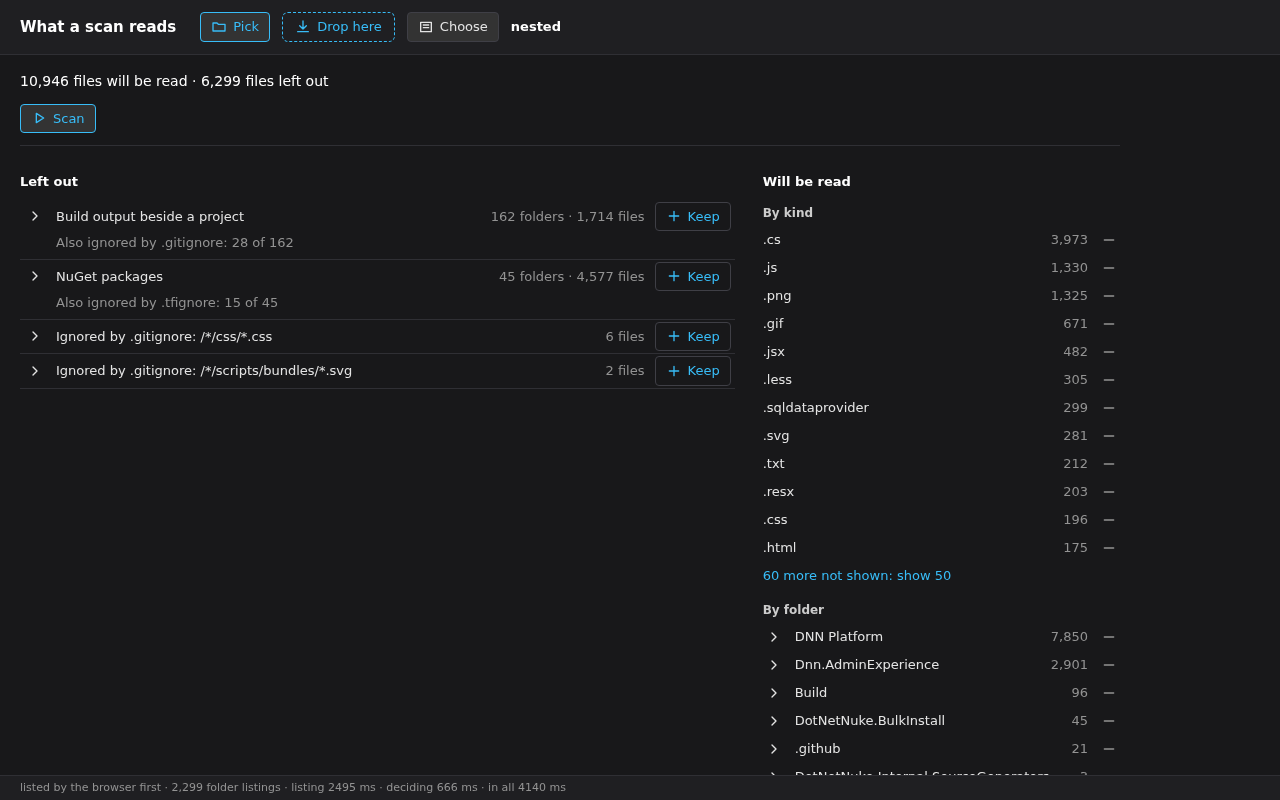 What a scan reads Pick Drop here Choose nested
10,946 files will be read · 6,299 files left out
Scan
Left out
Build output beside a project 162 folders · 1,714 files Keep
Also ignored by .gitignore: 28 of 162
NuGet packages 45 folders · 4,577 files Keep
Also ignored by .tfignore: 15 of 45
Ignored by .gitignore: /*/css/*.css 6 files Keep
Ignored by .gitignore: /*/scripts/bundles/*.svg 2 files Keep
Will be read
By kind
.cs 3,973
.js 1,330
.png 1,325
.gif 671
.jsx 482
.less 305
.sqldataprovider 299
.svg 281
.txt 212
.resx 203
.css 196
.html 175
60 more not shown: show 50
By folder
DNN Platform 7,850
Dnn.AdminExperience 2,901
Build 96
DotNetNuke.BulkInstall 45
.github 21
DotNetNuke.Internal.SourceGenerators
listed by the browser first · 2,299 folder listings · listing 2495 ms · deciding 666 ms · in all 4140 ms